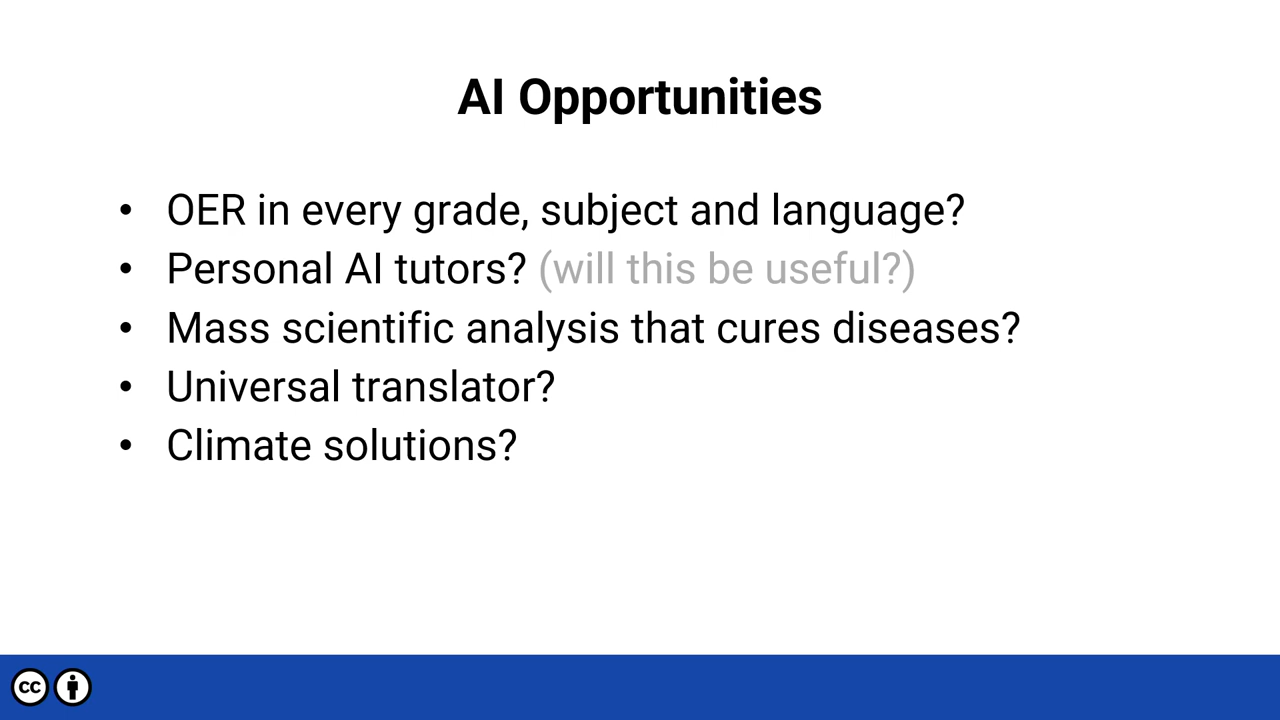 AI Opportunities
• OER in every grade, subject and language?
• Personal AI tutors? (will this be useful?)
• Mass scientific analysis that cures diseases?
• Universal translator?
• Climate solutions?
cc